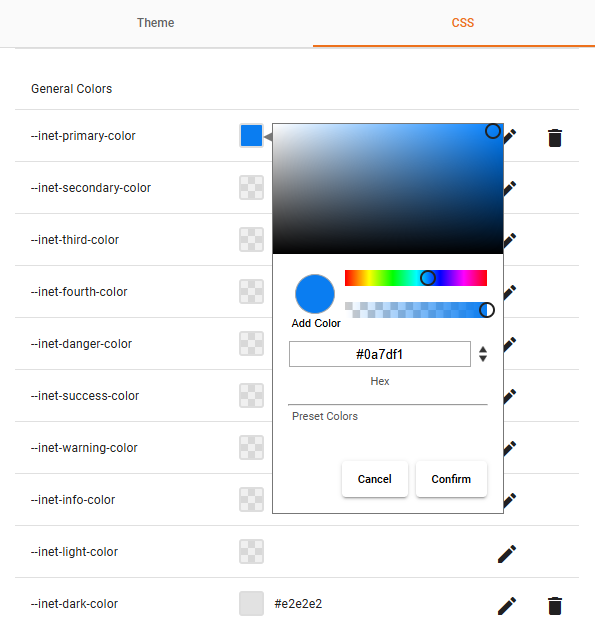 Theme
CSS
General Colors
--inet-primary-color
--inet-secondary-color
--inet-third-color
--inet-fourth-color
Add Color
--inet-danger-color
#0a7df1
Hex
--inet-success-color
Preset Colors
--inet-warning-color
Cancel
Confirm
--inet-info-color
--inet-light-color
--inet-dark-color
#e2e2e2